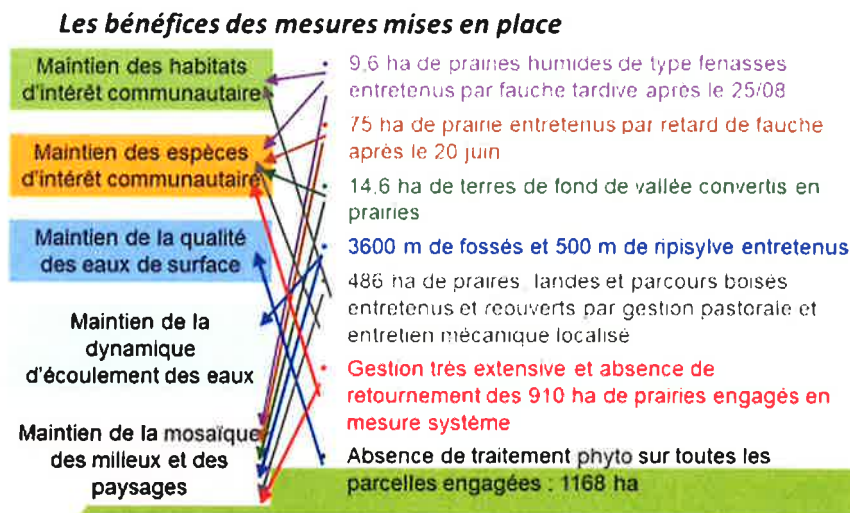 Les bénéfices des mesures mises en place
Maintien des habitats
d'intérêt communautaire
Maintien des espèces
d'intérêt communautaire
Maintien de la qualité
des eaux de surface
Maintien de la
dynamique
d'écoulement des eaux
Maintien de la mosaïque
des milieux et des
paysages
• 9,6 ha de prairies humides de type fenasses
entretenus par fauche tardive après le 25/08
• 75 ha de prairie entretenus par retard de fauche
après le 20 juin
• 14,6 ha de terres de fond de vallée convertis en
prairies
• 3600 m de fossés et 500 m de ripisylve entretenus
486 ha de praires, landes et parcours boisés
entretenus et réouverts par gestion pastorale et
entretien mécanique localisé
• Gestion très extensive et absence de
retournement des 910 ha de prairies engagés en
mesure système
• Absence de traitement phyto sur toutes les
parcelles engagées : 1168 ha